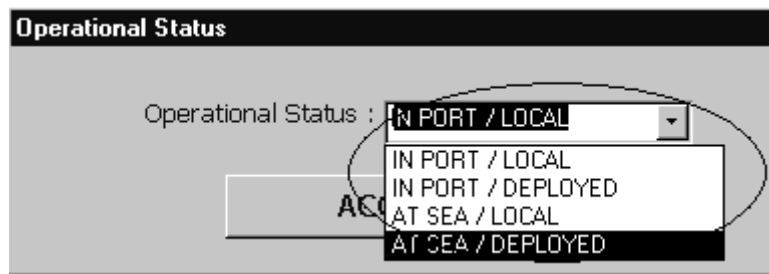 Operational Status
Operational Status : IN PORT / LOCAL
IN PORT / LOCAL
IN PORT / DEPLOYED
AT SEA / LOCAL
AT SEA / DEPLOYED